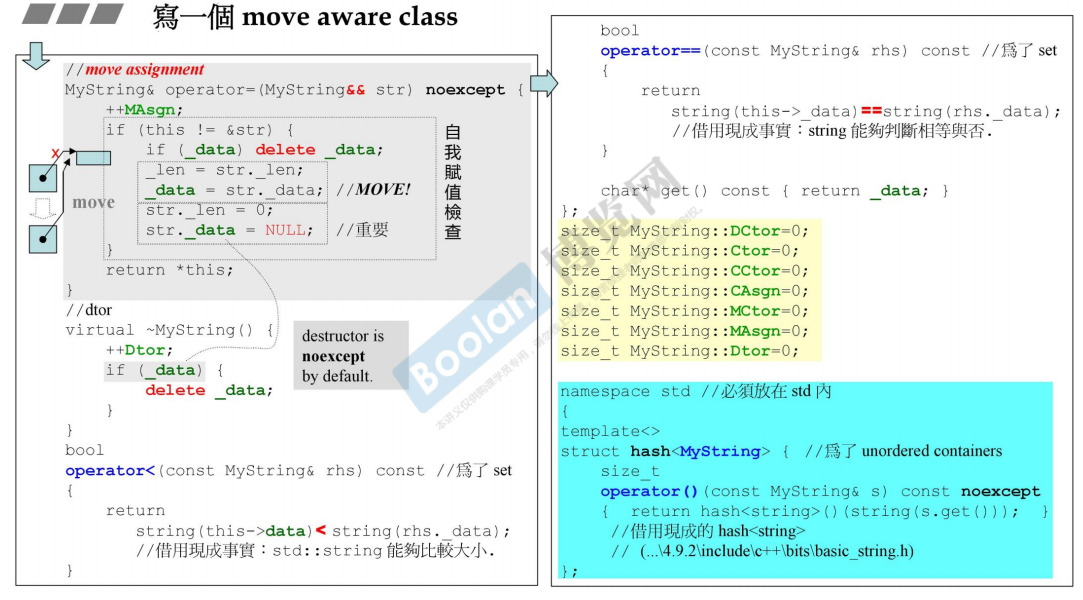 寫一個 move aware class
//move assignment
MyString& operator=(MyString&& str) noexcept {
++MAsgn;
if (this != &str) {
if (_data) delete _data;
_len = str._len;
_data = str._data; //MOVE!
str._len = 0;
str._data = NULL; //重要
}
return *this;
}
自我賦值檢查
x
move
//dtor
virtual ~MyString() {
++Dtor;
if (_data) {
delete _data;
}
}
destructor is
noexcept
by default.
bool
operator<(const MyString& rhs) const //爲了 set
{
return
string(this->data)< string(rhs._data);
//借用現成事實：std::string 能夠比較大小.
}
bool
operator==(const MyString& rhs) const //爲了 set
{
return
string(this->_data)==string(rhs._data);
//借用現成事實：string 能夠判斷相等與否.
}
char* get() const { return _data; }
};
size_t MyString::DCtor=0;
size_t MyString::Ctor=0;
size_t MyString::CCtor=0;
size_t MyString::CAsgn=0;
size_t MyString::MCtor=0;
size_t MyString::MAsgn=0;
size_t MyString::Dtor=0;
namespace std //必須放在 std 內
{
template<>
struct hash<MyString> { //爲了 unordered containers
size_t
operator()(const MyString& s) const noexcept
{ return hash<string>()(string(s.get())); }
//借用現成的 hash<string>
// (...\4.9.2\include\c++\bits\basic_string.h)
};
Boolan 博览网